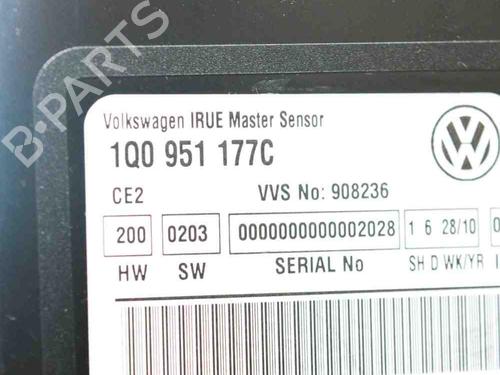 B-PARTS
Volkswagen IRUE Master Sensor
1Q0 951 177C
CE2 VVS No: 908236
200 0203 0000000000002028 1 6 28/10
HW SW SERIAL No SH D WK/YR